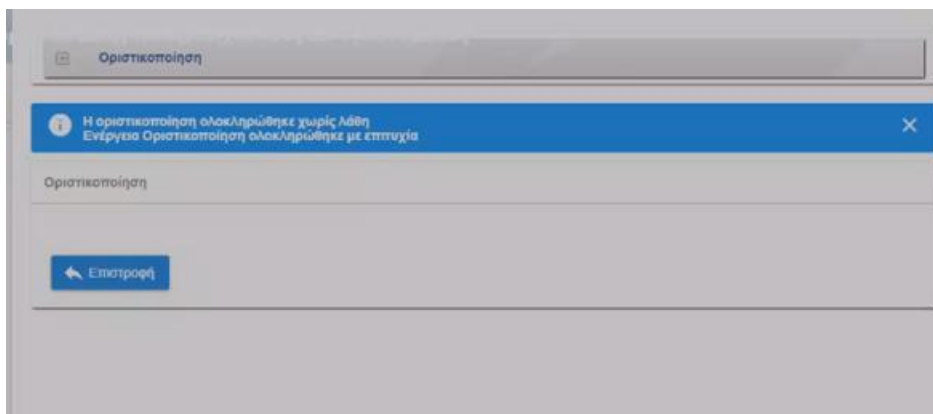 Οριστικοποίηση
Η οριστικοποίηση ολοκληρώθηκε χωρίς λάθη
Ενέργεια Οριστικοποίηση ολοκληρώθηκε με επιτυχία
Οριστικοποίηση
Επιστροφή